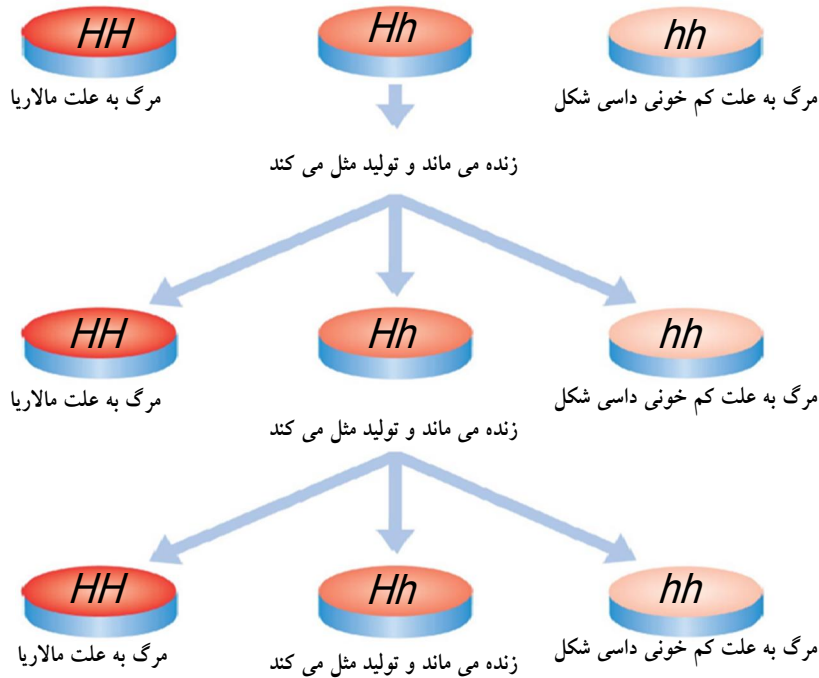 HH Hh hh
مرگ به علت مالاریا
مرگ به علت کم خونی داسی شکل
زنده می ماند و تولید مثل می کند
HH Hh hh
مرگ به علت مالاریا
مرگ به علت کم خونی داسی شکل
زنده می ماند و تولید مثل می کند
HH Hh hh
مرگ به علت مالاریا
زنده می ماند و تولید مثل می کند
مرگ به علت کم خونی داسی شکل